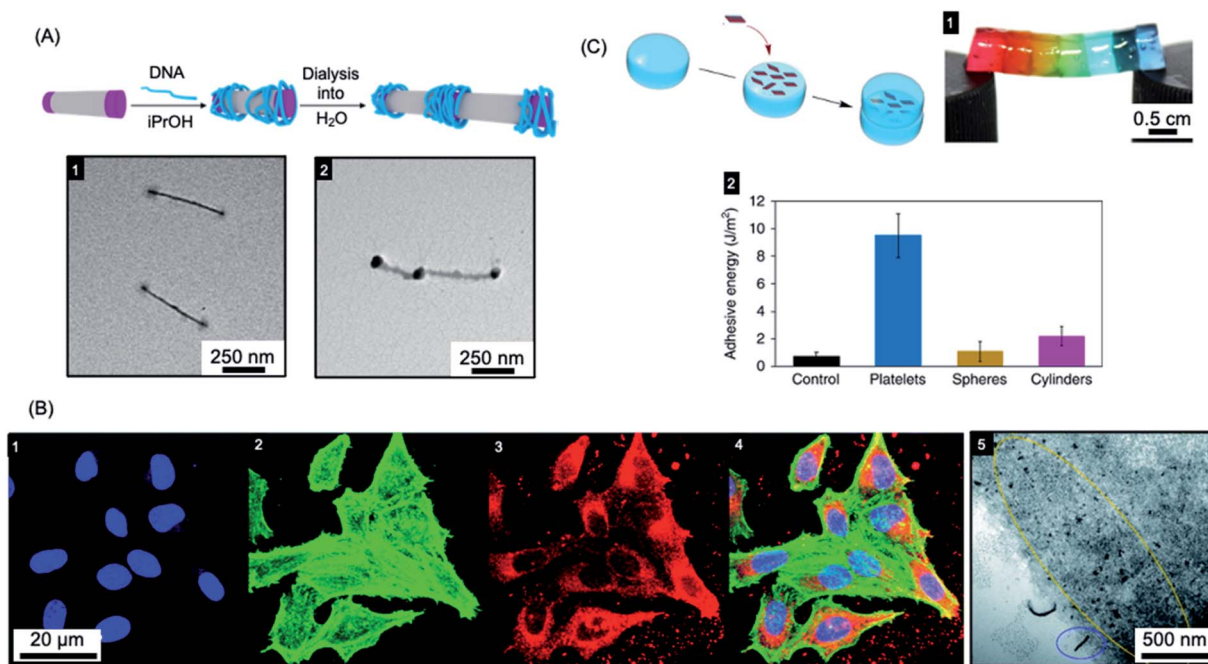 (A)
DNA
iPrOH
Dialysis
into
H₂O
1
250 nm
2
250 nm
(C)
1
0.5 cm
2
Adhesive energy (J/m²)
12
10
8
6
4
2
0
Control
Platelets
Spheres
Cylinders
(B)
1
20 µm
2
3
4
5
500 nm